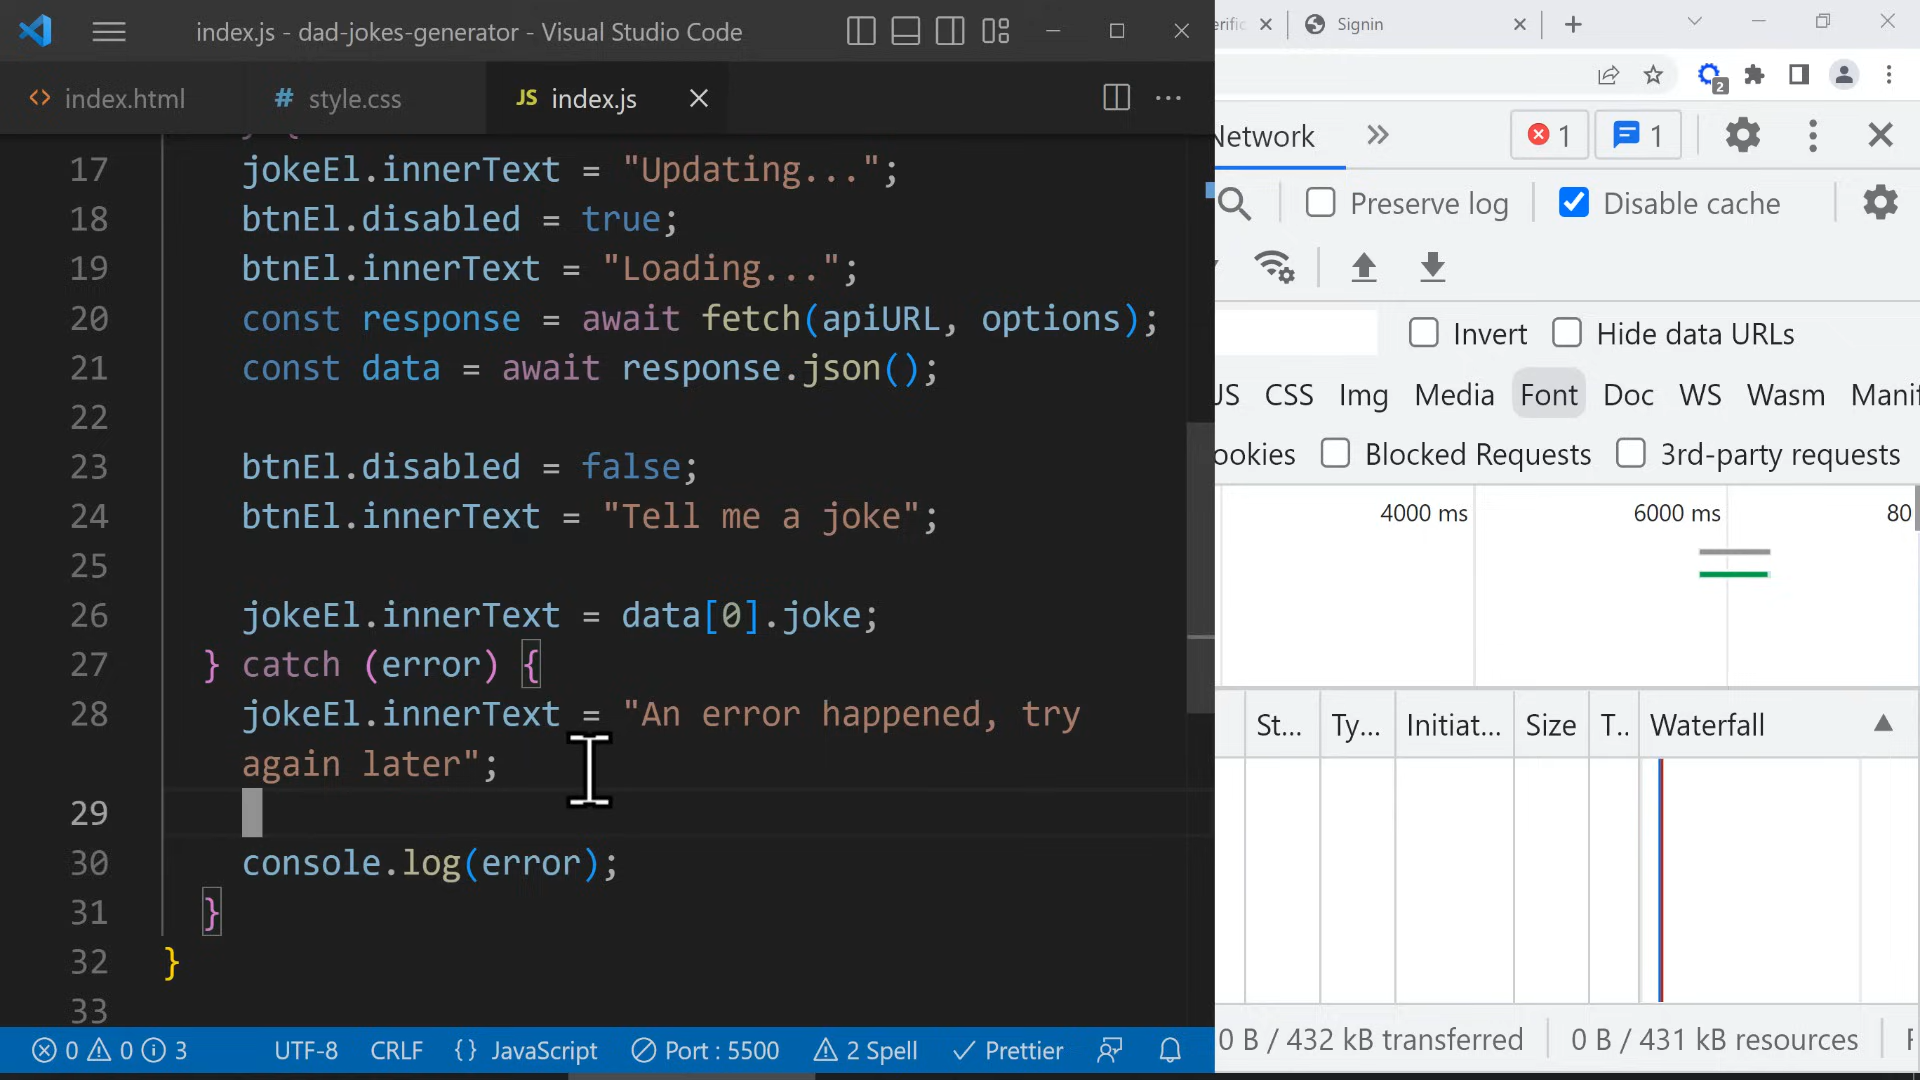 index.js - dad-jokes-generator - Visual Studio Code
index.html
# style.css
JS index.js
17 jokeEl.innerText = "Updating...";
18 btnEl.disabled = true;
19 btnEl.innerText = "Loading...";
20 const response = await fetch(apiURL, options);
21 const data = await response.json();
22
23 btnEl.disabled = false;
24 btnEl.innerText = "Tell me a joke";
25
26 jokeEl.innerText = data[0].joke;
27 } catch (error) {
28 jokeEl.innerText = "An error happened, try
again later";
29
30 console.log(error);
31 }
32 }
33
0 0 3 UTF-8 CRLF {} JavaScript Port : 5500 2 Spell Prettier
Signin
2
Network
1
1
Preserve log
Disable cache
Invert
Hide data URLs
JS CSS Img Media Font Doc WS Wasm Manif
ookies
Blocked Requests
3rd-party requests
4000 ms
6000 ms
80
St...
Ty...
Initiat...
Size
T..
Waterfall
0 B / 432 kB transferred
0 B / 431 kB resources